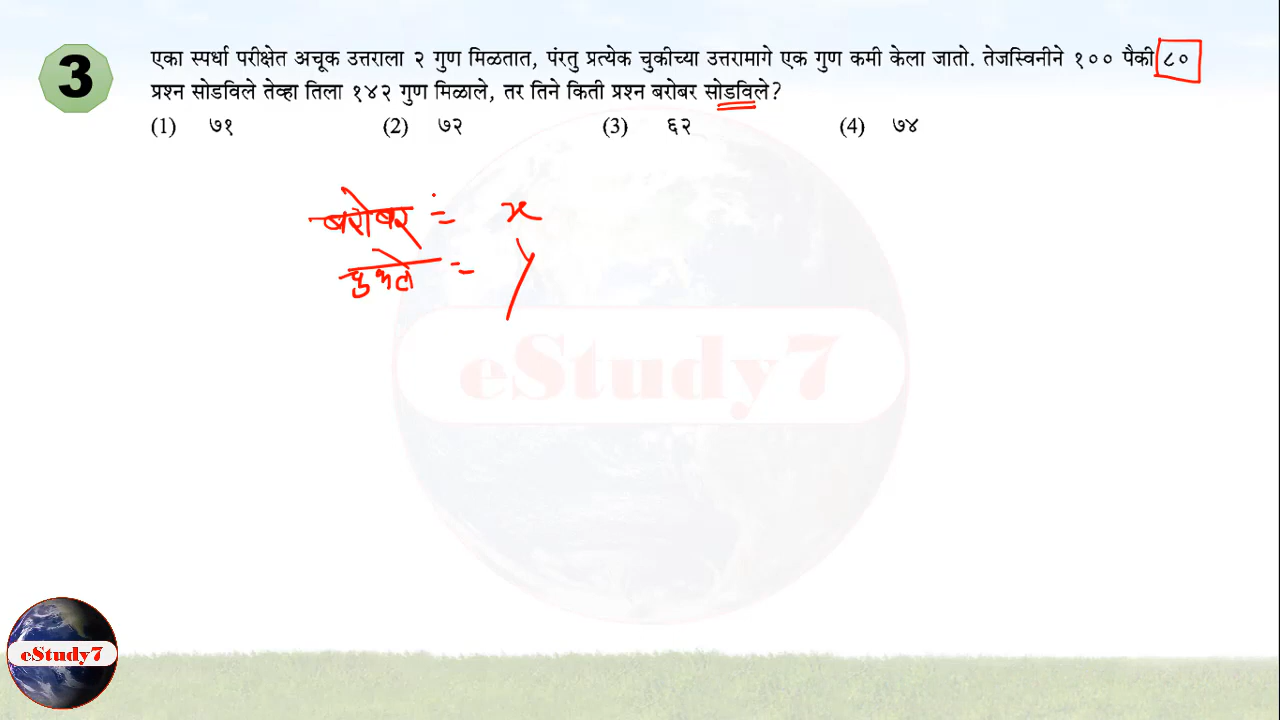 3
एका स्पर्धा परीक्षेत अचूक उत्तराला २ गुण मिळतात, पंरतु प्रत्येक चुकीच्या उत्तरामागे एक गुण कमी केला जातो. तेजस्विनीने १०० पैकी ८०
प्रश्न सोडविले तेव्हा तिला १४२ गुण मिळाले, तर तिने किती प्रश्न बरोबर सोडविले?
(1) ७१ (2) ७२ (3) ६२ (4) ७४
बरोबर = x
चुकले = y
eStudy7
eStudy7